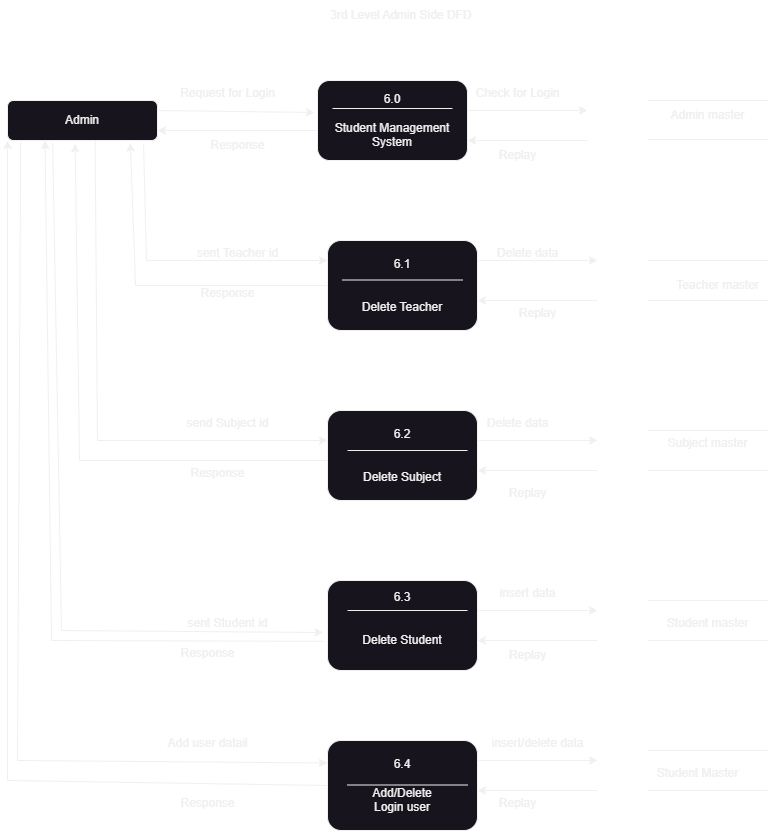 3rd Level Admin Side DFD
Admin
Request for Login
Response
6.0
Student Management
System
Check for Login
Replay
Admin master
sent Teacher id
Response
6.1
Delete Teacher
Delete data
Replay
Teacher master
send Subject id
Response
6.2
Delete Subject
Delete data
Replay
Subject master
sent Student id
Response
6.3
Delete Student
insert data
Replay
Student master
Add user datail
Response
6.4
Add/Delete
Login user
insert/delete data
Replay
Student Master